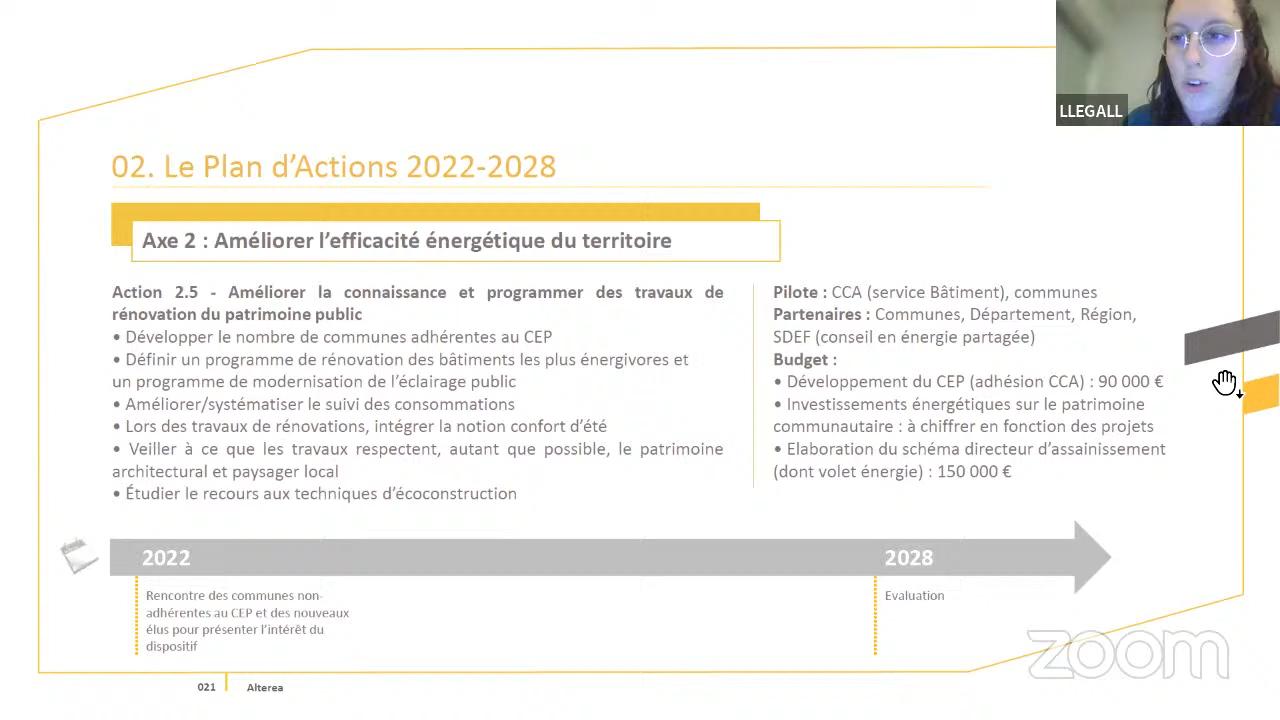 LLEGALL
02. Le Plan d’Actions 2022-2028
Axe 2 : Améliorer l’efficacité énergétique du territoire
Action 2.5 - Améliorer la connaissance et programmer des travaux de
rénovation du patrimoine public
• Développer le nombre de communes adhérentes au CEP
• Définir un programme de rénovation des bâtiments les plus énergivores et
un programme de modernisation de l’éclairage public
• Améliorer/systématiser le suivi des consommations
• Lors des travaux de rénovations, intégrer la notion confort d’été
• Veiller à ce que les travaux respectent, autant que possible, le patrimoine
architectural et paysager local
• Étudier le recours aux techniques d’écoconstruction
Pilote : CCA (service Bâtiment), communes
Partenaires : Communes, Département, Région,
SDEF (conseil en énergie partagée)
Budget :
• Développement du CEP (adhésion CCA) : 90 000 €
• Investissements énergétiques sur le patrimoine
communautaire : à chiffrer en fonction des projets
• Elaboration du schéma directeur d’assainissement
(dont volet énergie) : 150 000 €
2022
2028
Rencontre des communes non-
adhérentes au CEP et des nouveaux
élus pour présenter l’intérêt du
dispositif
Evaluation
zoom
021
Alterea